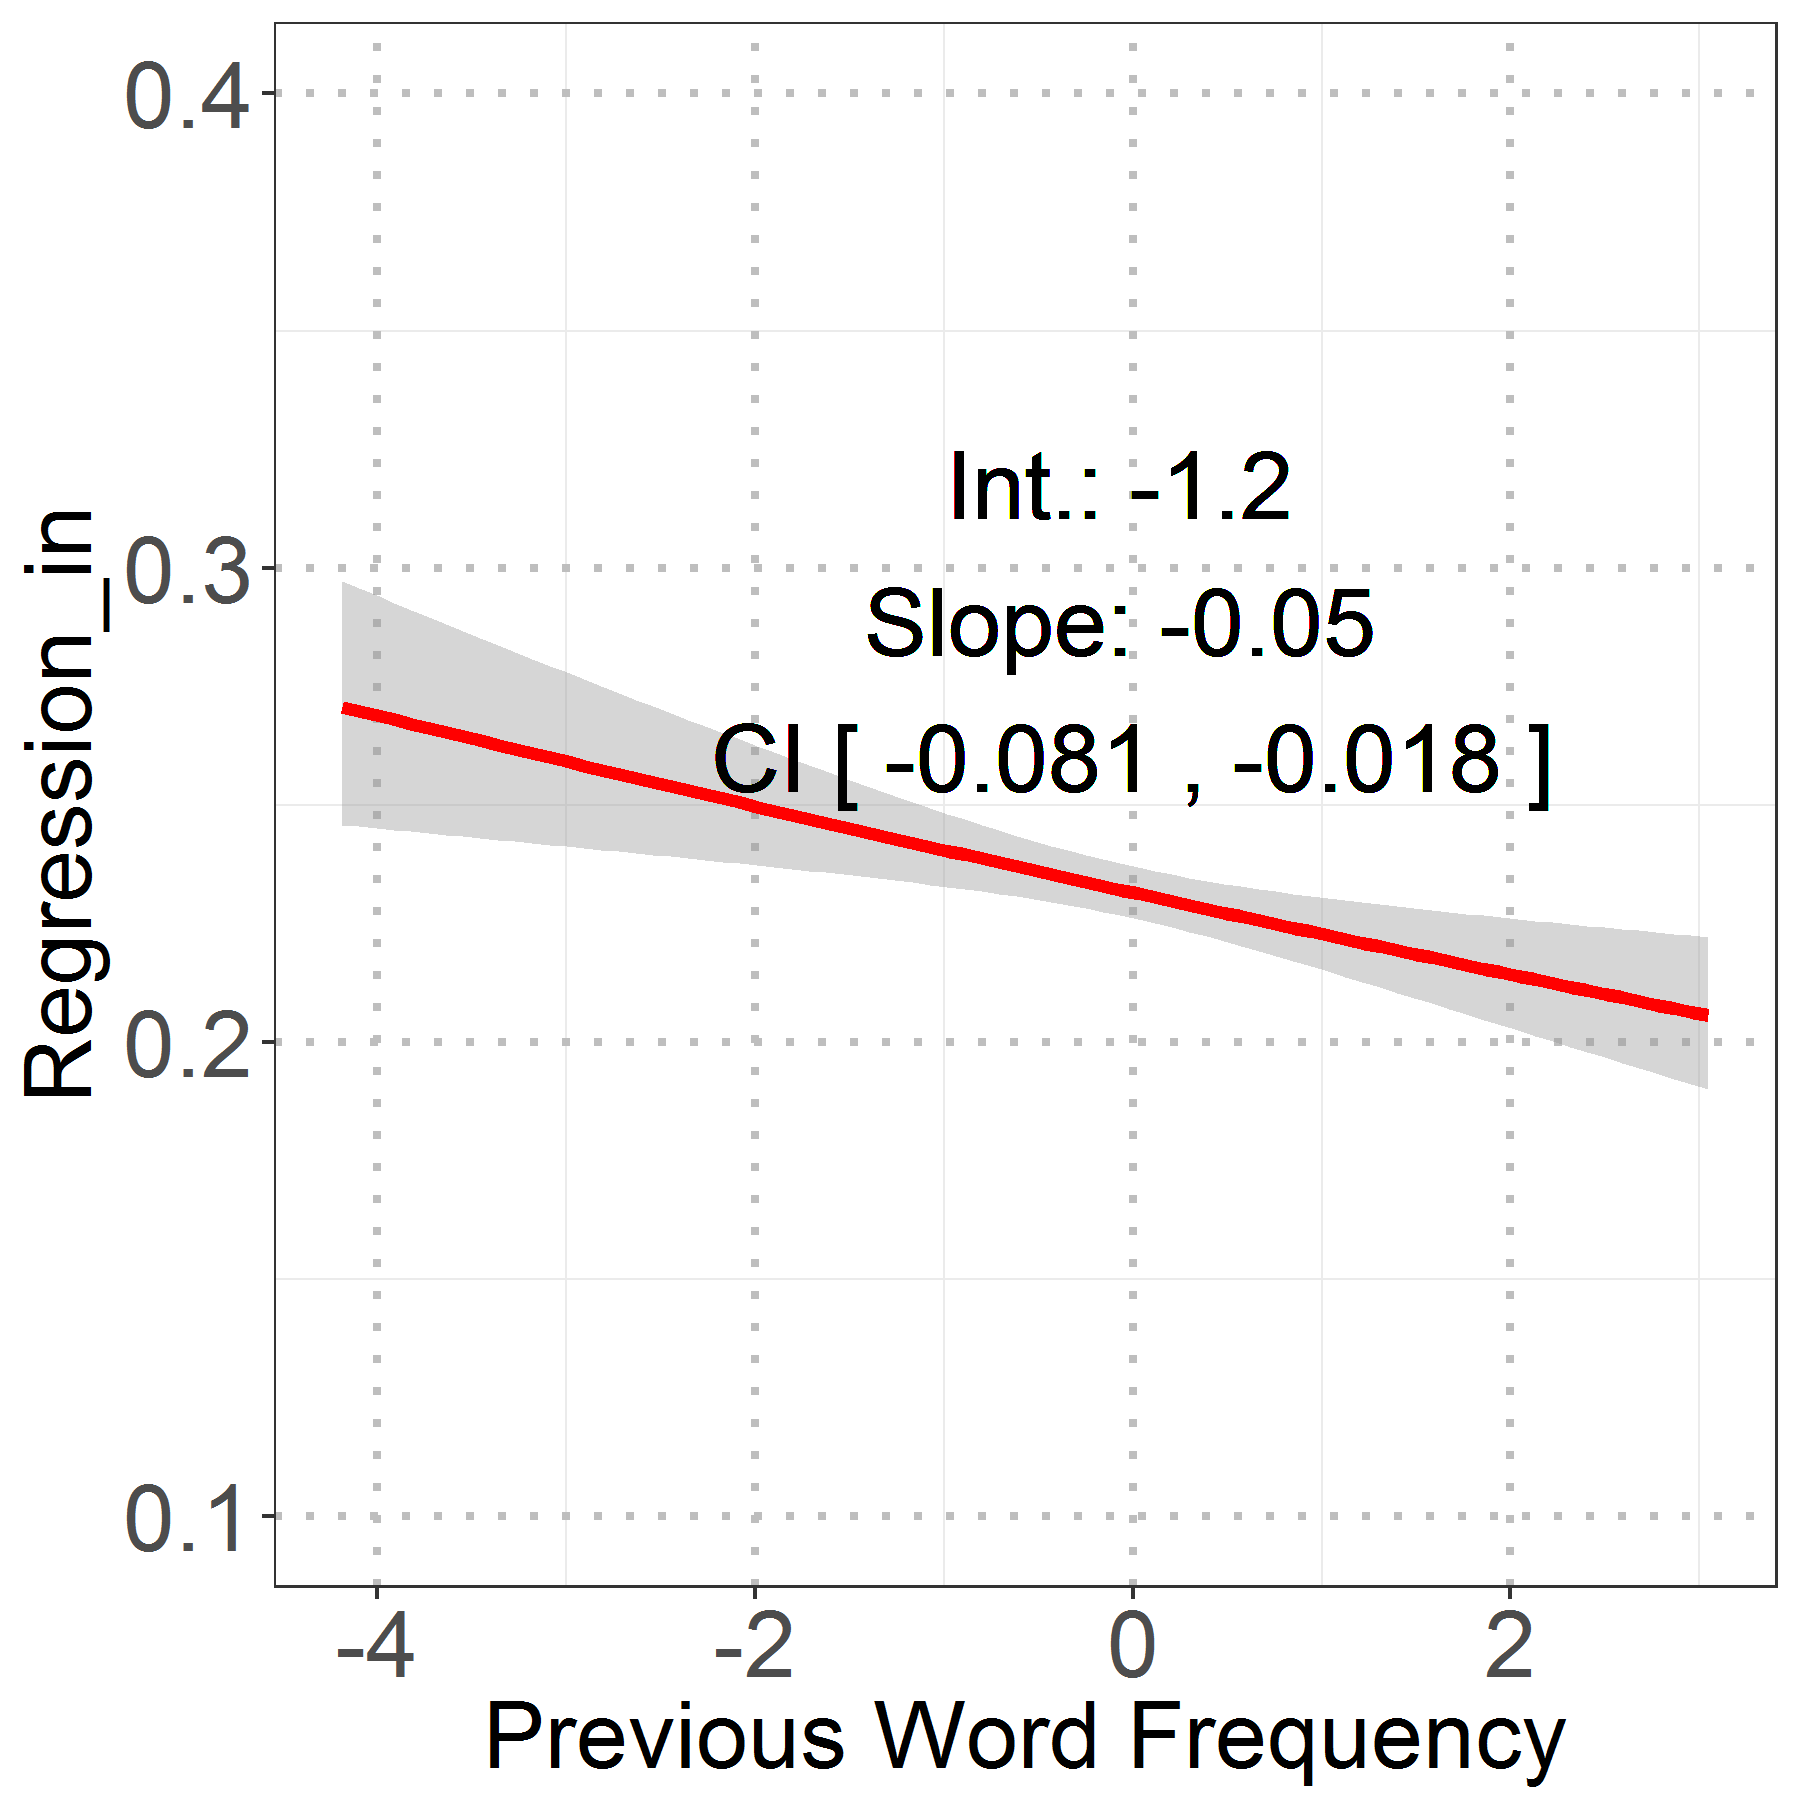 0.4
0.3
0.2
0.1
Regression_in
Int.: -1.2
Slope: -0.05
CI [ -0.081 , -0.018 ]
-4 -2 0 2
Previous Word Frequency